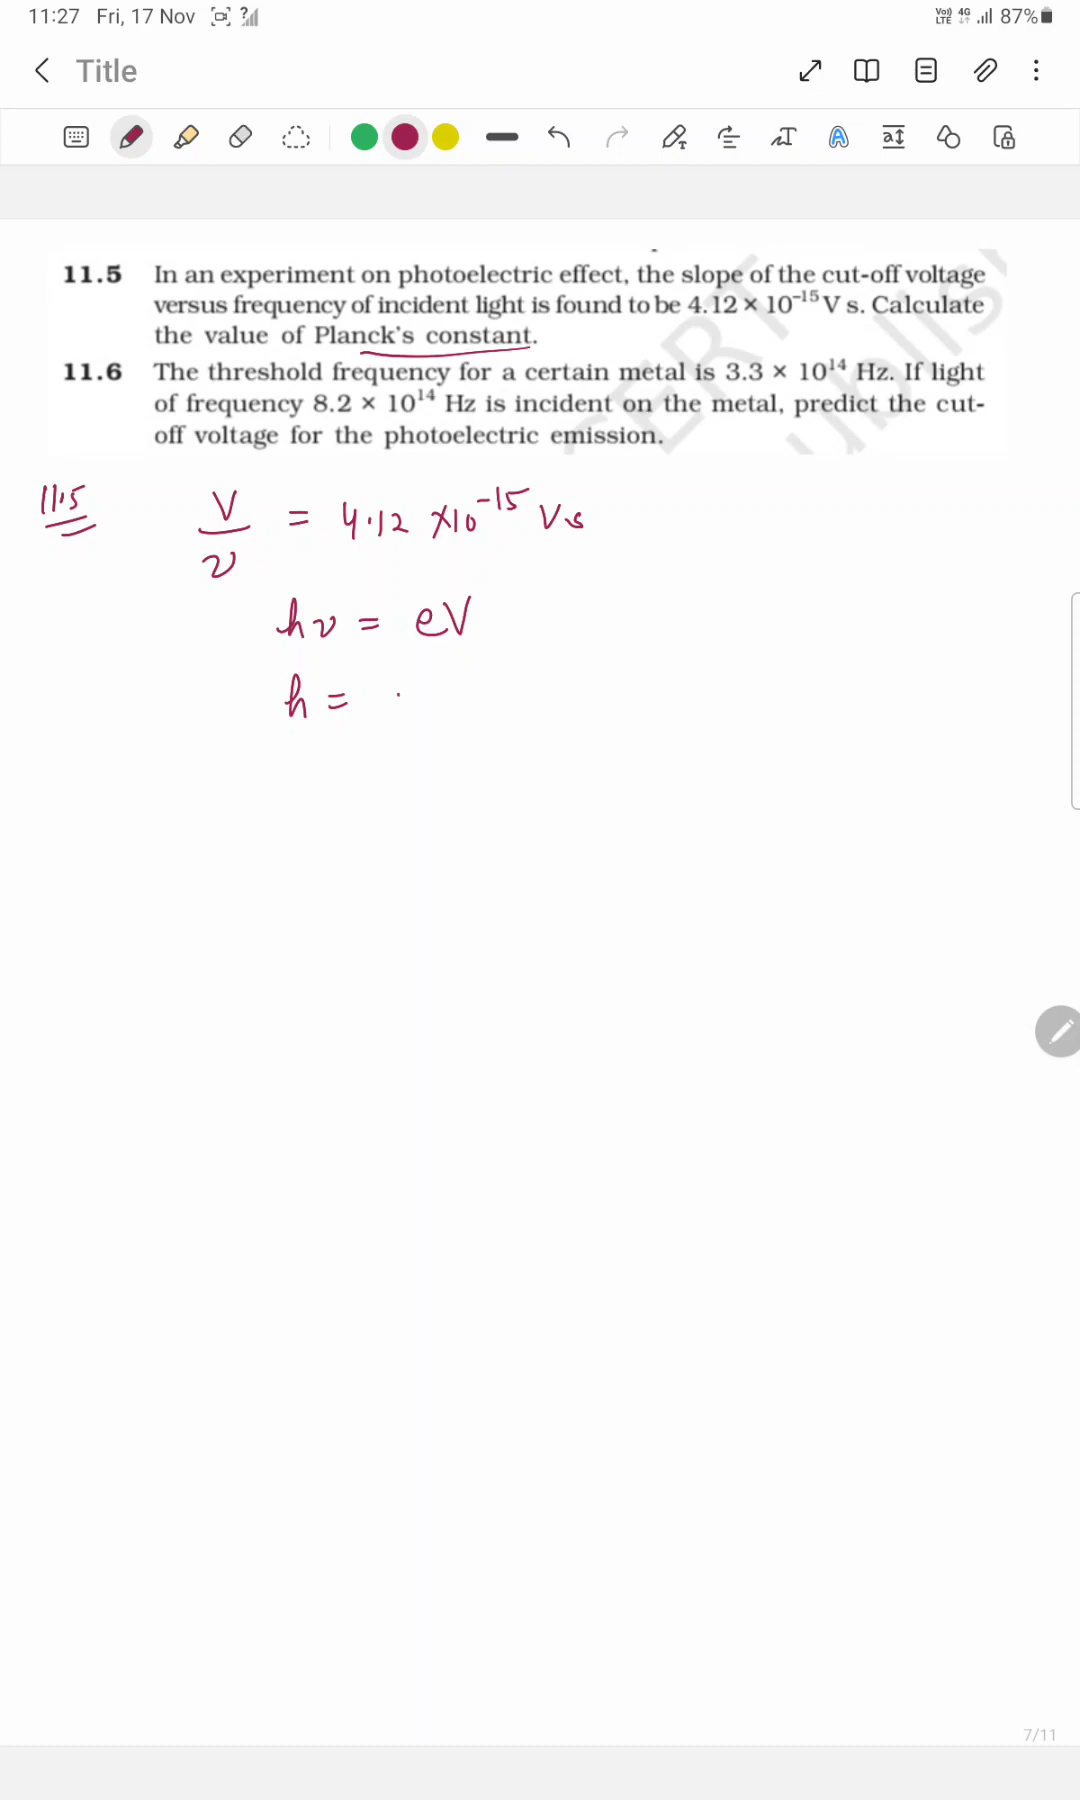 11:27 Fri, 17 Nov
Vo)) LTE 4G 87%
Title
11.5 In an experiment on photoelectric effect, the slope of the cut-off voltage
versus frequency of incident light is found to be 4.12 × 10⁻¹⁵ V s. Calculate
the value of Planck's constant.
11.6 The threshold frequency for a certain metal is 3.3 × 10¹⁴ Hz. If light
of frequency 8.2 × 10¹⁴ Hz is incident on the metal, predict the cut-
off voltage for the photoelectric emission.
11.5 V/ν = 4.12 ×10⁻¹⁵ Vs
hν = eV
h = .
7/11